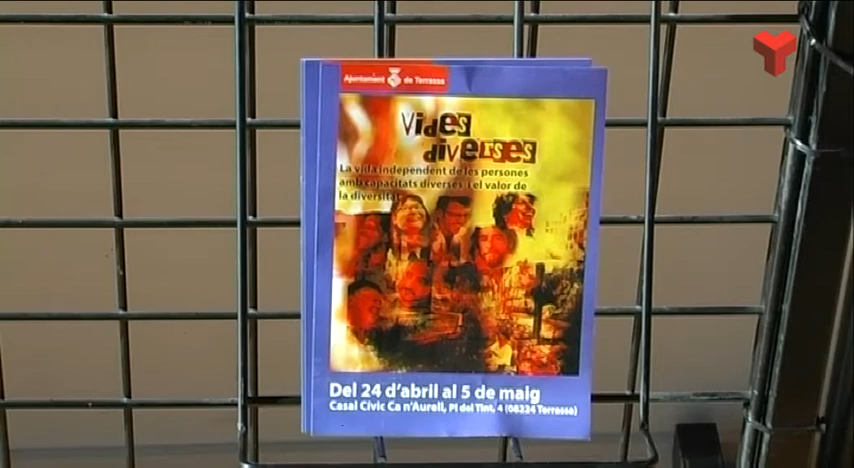 Ajuntament de Terrassa
Vides
diverses
La vida independent de les persones
amb capacitats diverses i el valor de
la diversitat
Del 24 d'abril al 5 de maig
Casal Cívic Ca n'Aurell, Pl del Tint, 4 (08224 Terrassa)